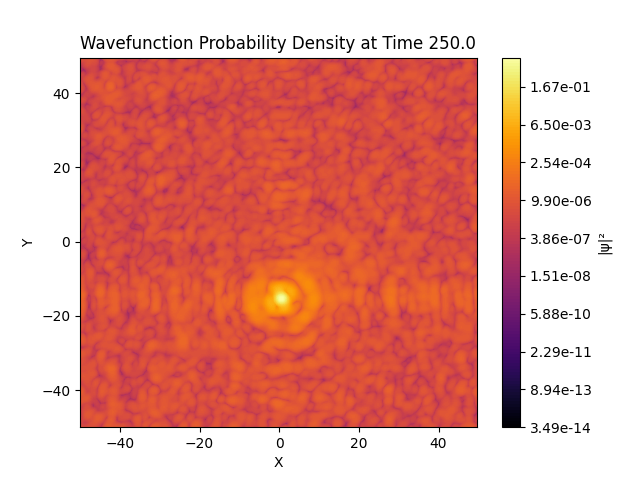 Wavefunction Probability Density at Time 250.0
40
20
0
−20
−40
Y
−40
−20
0
20
40
X
1.67e-01
6.50e-03
2.54e-04
9.90e-06
3.86e-07
1.51e-08
5.88e-10
2.29e-11
8.94e-13
3.49e-14
|ψ|²